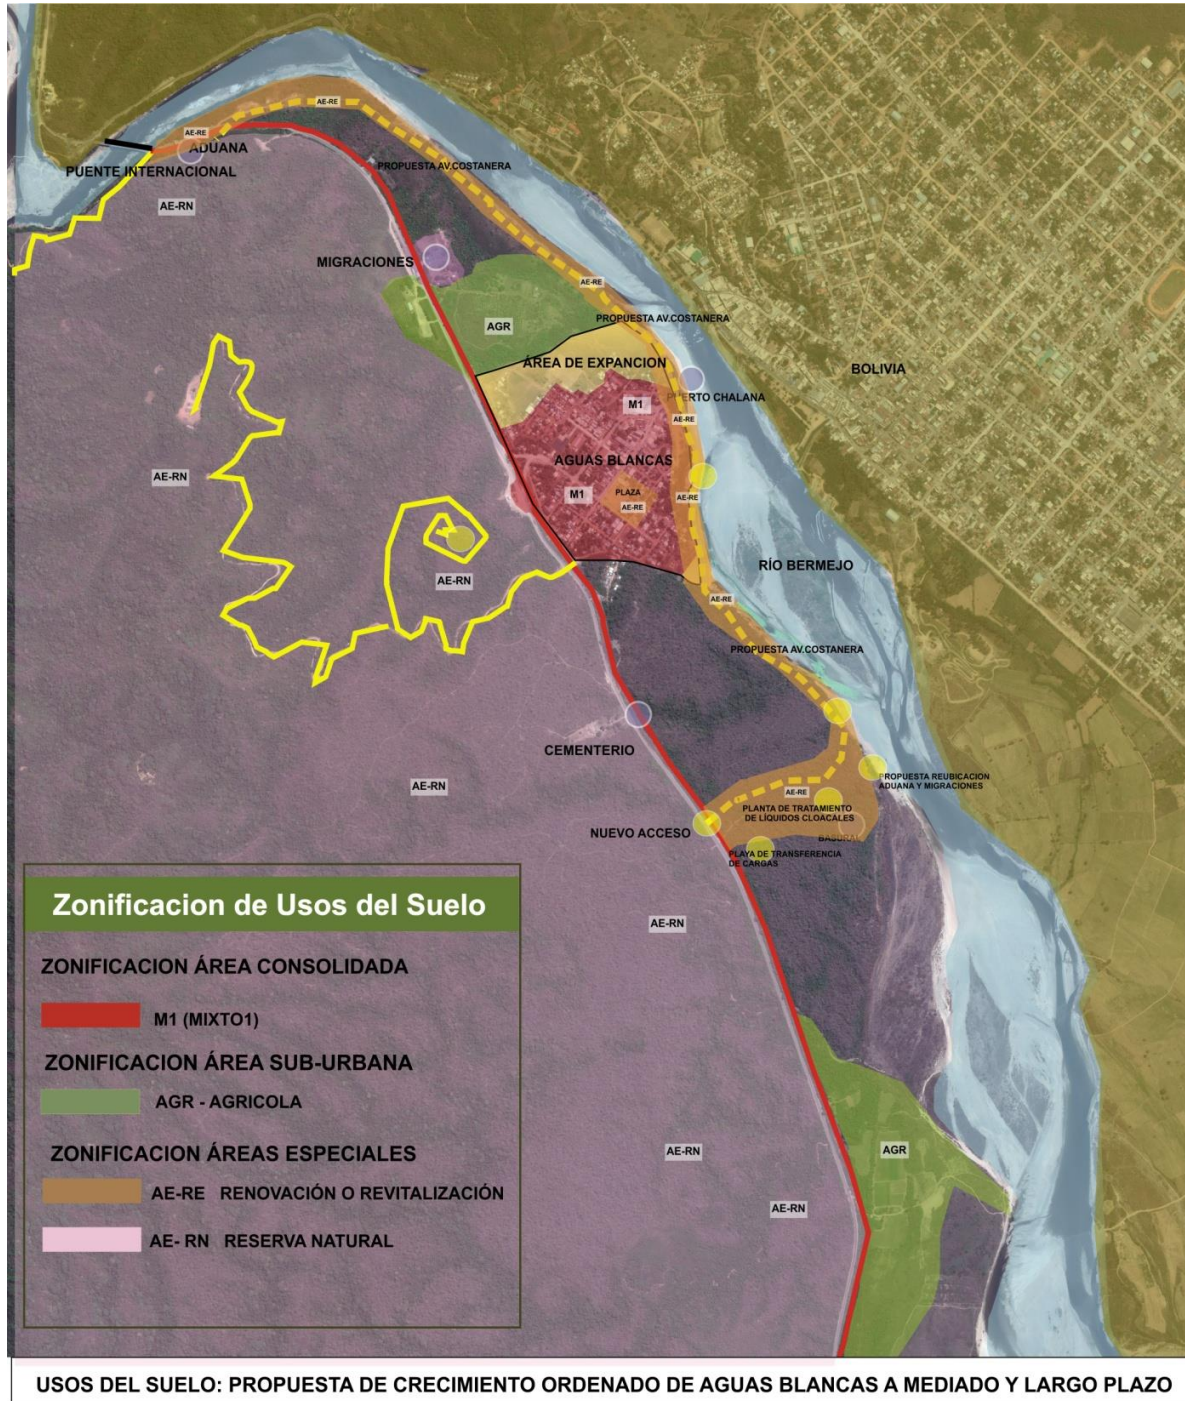 AE-RE
AE-RE
ADUANA
PUENTE INTERNACIONAL
PROPUESTA AV.COSTANERA
AE-RN
MIGRACIONES
AE-RE
AGR
PROPUESTA AV.COSTANERA
ÁREA DE EXPANCION
BOLIVIA
PUERTO CHALANA
M1
AE-RE
AGUAS BLANCAS
AE-RN
M1
PLAZA
AE-RE
AE-RE
RÍO BERMEJO
AE-RN
AE-RE
PROPUESTA AV.COSTANERA
CEMENTERIO
PROPUESTA REUBICACION
ADUANA Y MIGRACIONES
AE-RN
AE-RE
PLANTA DE TRATAMIENTO
DE LÍQUIDOS CLOACALES
NUEVO ACCESO
BASURAL
PLAYA DE TRANSFERENCIA
DE CARGAS
AE-RN
AE-RN
AGR
AE-RN
Zonificacion de Usos del Suelo
ZONIFICACION ÁREA CONSOLIDADA
M1 (MIXTO1)
ZONIFICACION ÁREA SUB-URBANA
AGR - AGRICOLA
ZONIFICACION ÁREAS ESPECIALES
AE-RE RENOVACIÓN O REVITALIZACIÓN
AE- RN RESERVA NATURAL
USOS DEL SUELO: PROPUESTA DE CRECIMIENTO ORDENADO DE AGUAS BLANCAS A MEDIADO Y LARGO PLAZO